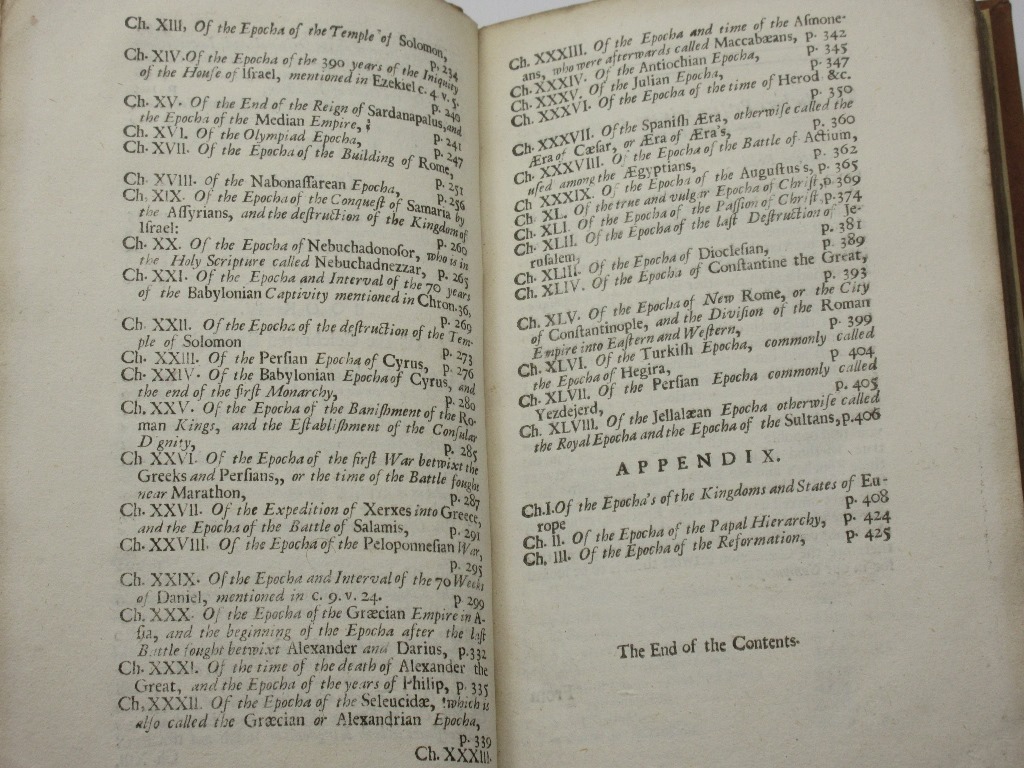 Ch. XIII, Of the Epocha of the Temple of Solomon,
p. 234
Ch. XIV. Of the Epocha of the 390 years of the Iniquity
of the House of Iſrael, mentioned in Ezekiel c. 4. v. 5.
p. 240
Ch. XV. Of the End of the Reign of Sardanapalus, and
the Epocha of the Median Empire, p. 241
Ch. XVI. Of the Olympiad Epocha, p. 247
Ch. XVII. Of the Epocha of the Building of Rome,
p. 251
Ch. XVIII. Of the Nabonaſſarean Epocha, p. 256
Ch. XIX. Of the Epocha of the Conqueſt of Samaria by
the Aſſyrians, and the deſtruction of the Kingdom of
Iſrael: p. 260
Ch. XX. Of the Epocha of Nebuchadonoſor, who is in
the Holy Scripture called Nebuchadnezzar, p. 265
Ch. XXI. Of the Epocha and Interval of the 70 years
of the Babylonian Captivity mentioned in Chron. 36,
p. 269
Ch. XXII. Of the Epocha of the deſtruction of the Tem-
ple of Solomon p. 273
Ch. XXIII. Of the Perſian Epocha of Cyrus, p. 276
Ch. XXIV. Of the Babylonian Epocha of Cyrus, and
the end of the firſt Monarchy, p. 280
Ch. XXV. Of the Epocha of the Baniſhment of the Ro-
man Kings, and the Eſtabliſhment of the Conſular
D gnity, p. 285
Ch. XXVI. Of the Epocha of the firſt War betwixt the
Greeks and Perſians,, or the time of the Battle fought
near Marathon, p. 287
Ch. XXVII. Of the Expedition of Xerxes into Greece,
and the Epocha of the Battle of Salamis, p. 291
Ch. XXVIII. Of the Epocha of the Peloponneſian War,
p. 295
Ch. XXIX. Of the Epocha and Interval of the 70 Weeks
of Daniel, mentioned in c. 9. v. 24. p. 299
Ch. XXX. Of the Epocha of the Græcian Empire in A-
ſia, and the beginning of the Epocha after the laſt
Battle fought betwixt Alexander and Darius, p. 332
Ch. XXXI. Of the time of the death of Alexander the
Great, and the Epocha of the years of Philip, p. 335
Ch, XXXII. Of the Epocha of the Seleucidæ, which is
alſo called the Græcian or Alexandrian Epocha,
p. 339
Ch. XXXIII.
Ch. XXXIII. Of the Epocha and time of the Aſmone-
ans, who were afterwards called Maccabæans, p. 342
Ch. XXXIV. Of the Antiochian Epocha, p. 345
Ch. XXXV. Of the Julian Epocha, p. 347
Ch. XXXVI. Of the Epocha of the time of Herod &c.
p. 350
Ch. XXXVII. Of the Spaniſh Æra, otherwiſe called the
Æra of Cæſar, or Æra of Æra's, p. 360
Ch. XXXVIII. Of the Epocha of the Battle of Actium,
uſed among the Ægyptians, p. 362
Ch XXXIX. Of the Epocha of the Auguſtus's, p. 365
Ch. XL. Of the true and vulgar Epocha of Chriſt, p. 369
Ch. XLI. Of the Epocha of the Paſſion of Chriſt, p. 374
Ch. XLII. Of the Epocha of the laſt Deſtruction of Je-
ruſalem, p. 381
Ch. XLIII. Of the Epocha of Diocleſian, p. 389
Ch. XLIV. Of the Epocha of Conſtantine the Great,
p. 393
Ch. XLV. Of the Epocha of New Rome, or the City
of Conſtantinople, and the Diviſion of the Roman
Empire into Eaſtern and Weſtern, p. 399
Ch. XLVI. Of the Turkiſh Epocha, commonly called
the Epocha of Hegira, p 404
Ch. XLVII. Of the Perſian Epocha commonly called
Yezdejerd, p. 405
Ch. XLVIII. Of the Jellalæan Epocha otherwiſe called
the Royal Epocha and the Epocha of the Sultans, p. 406
APPENDIX.
Ch. I. Of the Epocha's of the Kingdoms and States of Eu-
rope p. 408
Ch. II. Of the Epocha of the Papal Hierarchy, p. 424
Ch, III. Of the Epocha of the Reformation, p. 425
The End of the Contents.